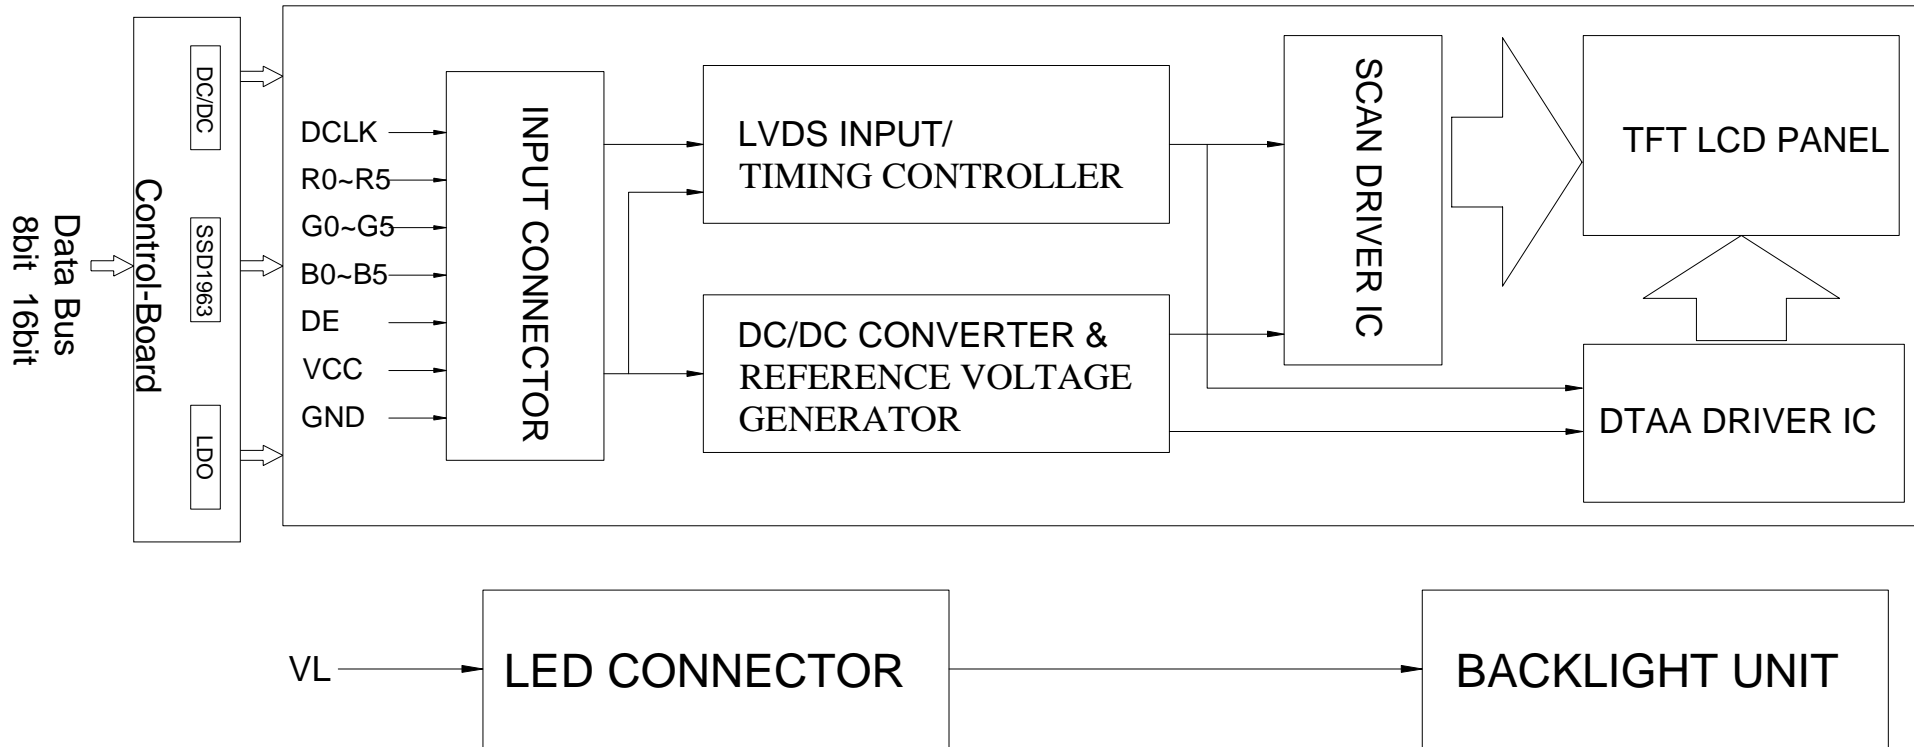 Data Bus
8bit 16bit
Control-Board
DC/DC
SSD1963
LDO
DCLK
R0~R5
G0~G5
B0~B5
DE
VCC
GND
INPUT CONNECTOR
LVDS INPUT/
TIMING CONTROLLER
DC/DC CONVERTER &
REFERENCE VOLTAGE
GENERATOR
SCAN DRIVER IC
TFT LCD PANEL
DTAA DRIVER IC
VL
LED CONNECTOR
BACKLIGHT UNIT